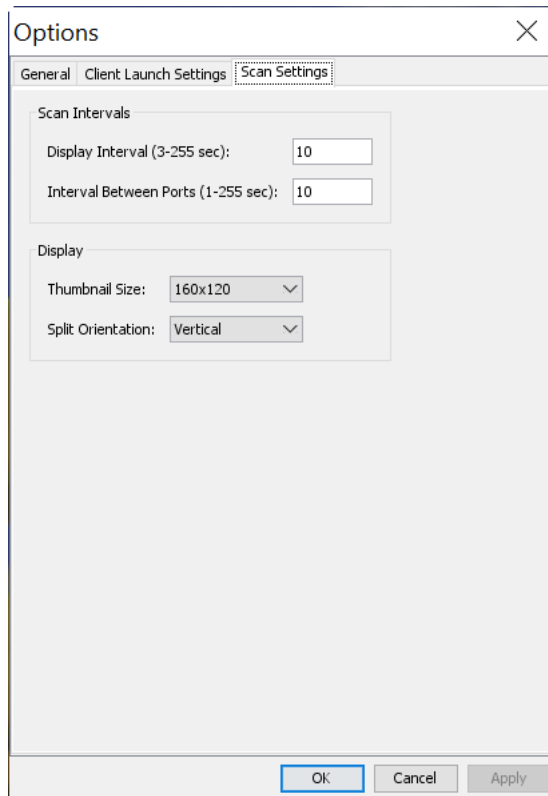 Options
General Client Launch Settings Scan Settings
Scan Intervals
Display Interval (3-255 sec): 10
Interval Between Ports (1-255 sec): 10
Display
Thumbnail Size: 160x120
Split Orientation: Vertical
OK Cancel Apply